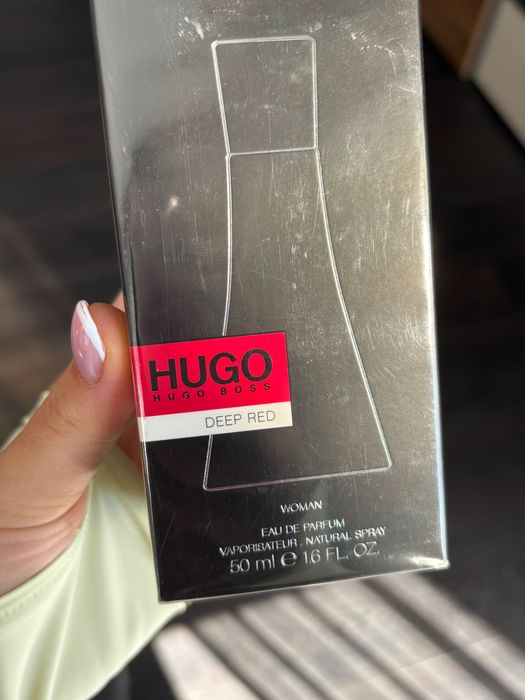 HUGO
HUGO BOSS
DEEP RED
WOMAN
EAU DE PARFUM
VAPORISATEUR . NATURAL SPRAY
50 ml e 1.6 FL. OZ.